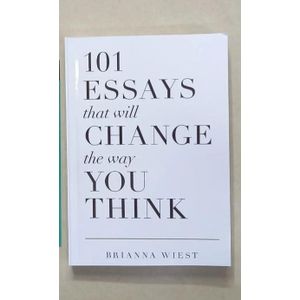 101
ESSAYS
that will
CHANGE
the way
YOU
THINK
BRIANNA WIEST